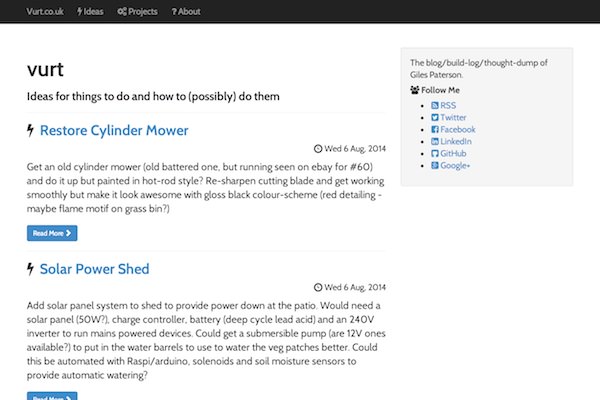 Vurt.co.uk Ideas Projects ? About
vurt
Ideas for things to do and how to (possibly) do them
Restore Cylinder Mower
Wed 6 Aug, 2014
Get an old cylinder mower (old battered one, but running seen on ebay for #60)
and do it up but painted in hot-rod style? Re-sharpen cutting blade and get working
smoothly but make it look awesome with gloss black colour-scheme (red detailing -
maybe flame motif on grass bin?)
Read More
Solar Power Shed
Wed 6 Aug, 2014
Add solar panel system to shed to provide power down at the patio. Would need a
solar panel (50W?), charge controller, battery (deep cycle lead acid) and an 240V
inverter to run mains powered devices. Could get a submersible pump (are 12V ones
available?) to put in the water barrels to use to water the veg patches better. Could
this be automated with Raspi/arduino, solenoids and soil moisture sensors to
provide automatic watering?
Read More
The blog/build-log/thought-dump of
Giles Paterson.
Follow Me
RSS
Twitter
Facebook
LinkedIn
GitHub
Google+